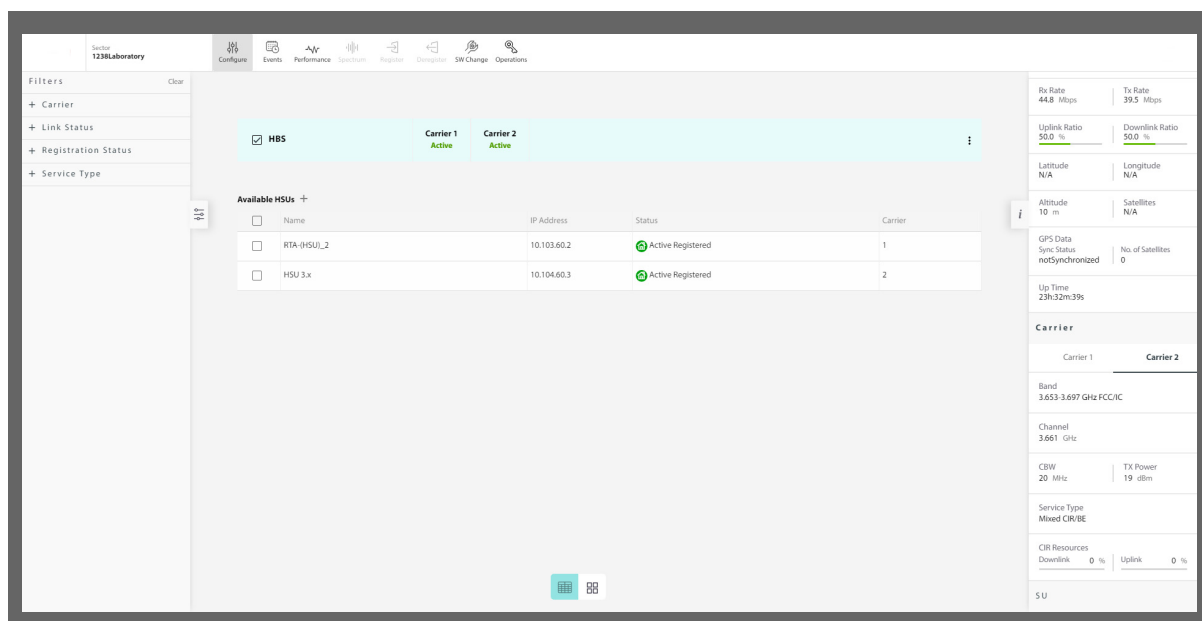 Sector
1238Laboratory
Configure Events Performance Spectrum Register Deregister SW Change Operations
Filters Clear
+ Carrier
+ Link Status
+ Registration Status
+ Service Type
HBS Carrier 1 Carrier 2
Active Active
Available HSUs +
Name IP Address Status Carrier
RTA-(HSU)_2 10.103.60.2 Active Registered 1
HSU 3.x 10.104.60.3 Active Registered 2
i
Rx Rate Tx Rate
44.8 Mbps 39.5 Mbps
Uplink Ratio Downlink Ratio
50.0 % 50.0 %
Latitude Longitude
N/A N/A
Altitude Satellites
10 m N/A
GPS Data
Sync Status No. of Satellites
notSynchronized 0
Up Time
23h:32m:39s
Carrier
Carrier 1 Carrier 2
Band
3.653-3.697 GHz FCC/IC
Channel
3.661 GHz
CBW TX Power
20 MHz 19 dBm
Service Type
Mixed CIR/BE
CIR Resources
Downlink 0 % Uplink 0 %
SU